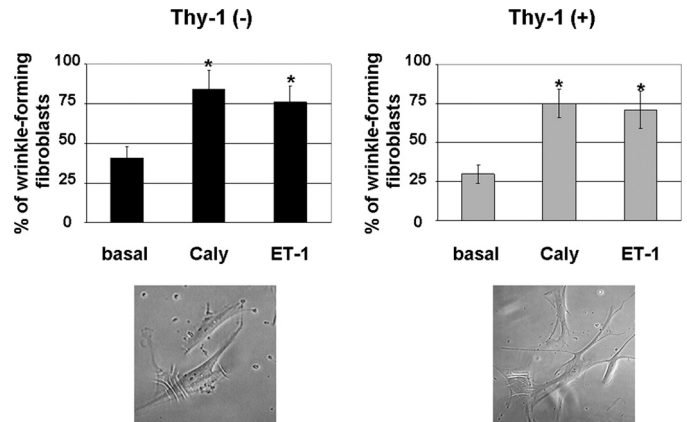 Thy-1 (-)
% of wrinkle-forming
fibroblasts
100
75
50
25
0
*
*
basal
Caly
ET-1
Thy-1 (+)
% of wrinkle-forming
fibroblasts
100
75
50
25
0
*
*
basal
Caly
ET-1